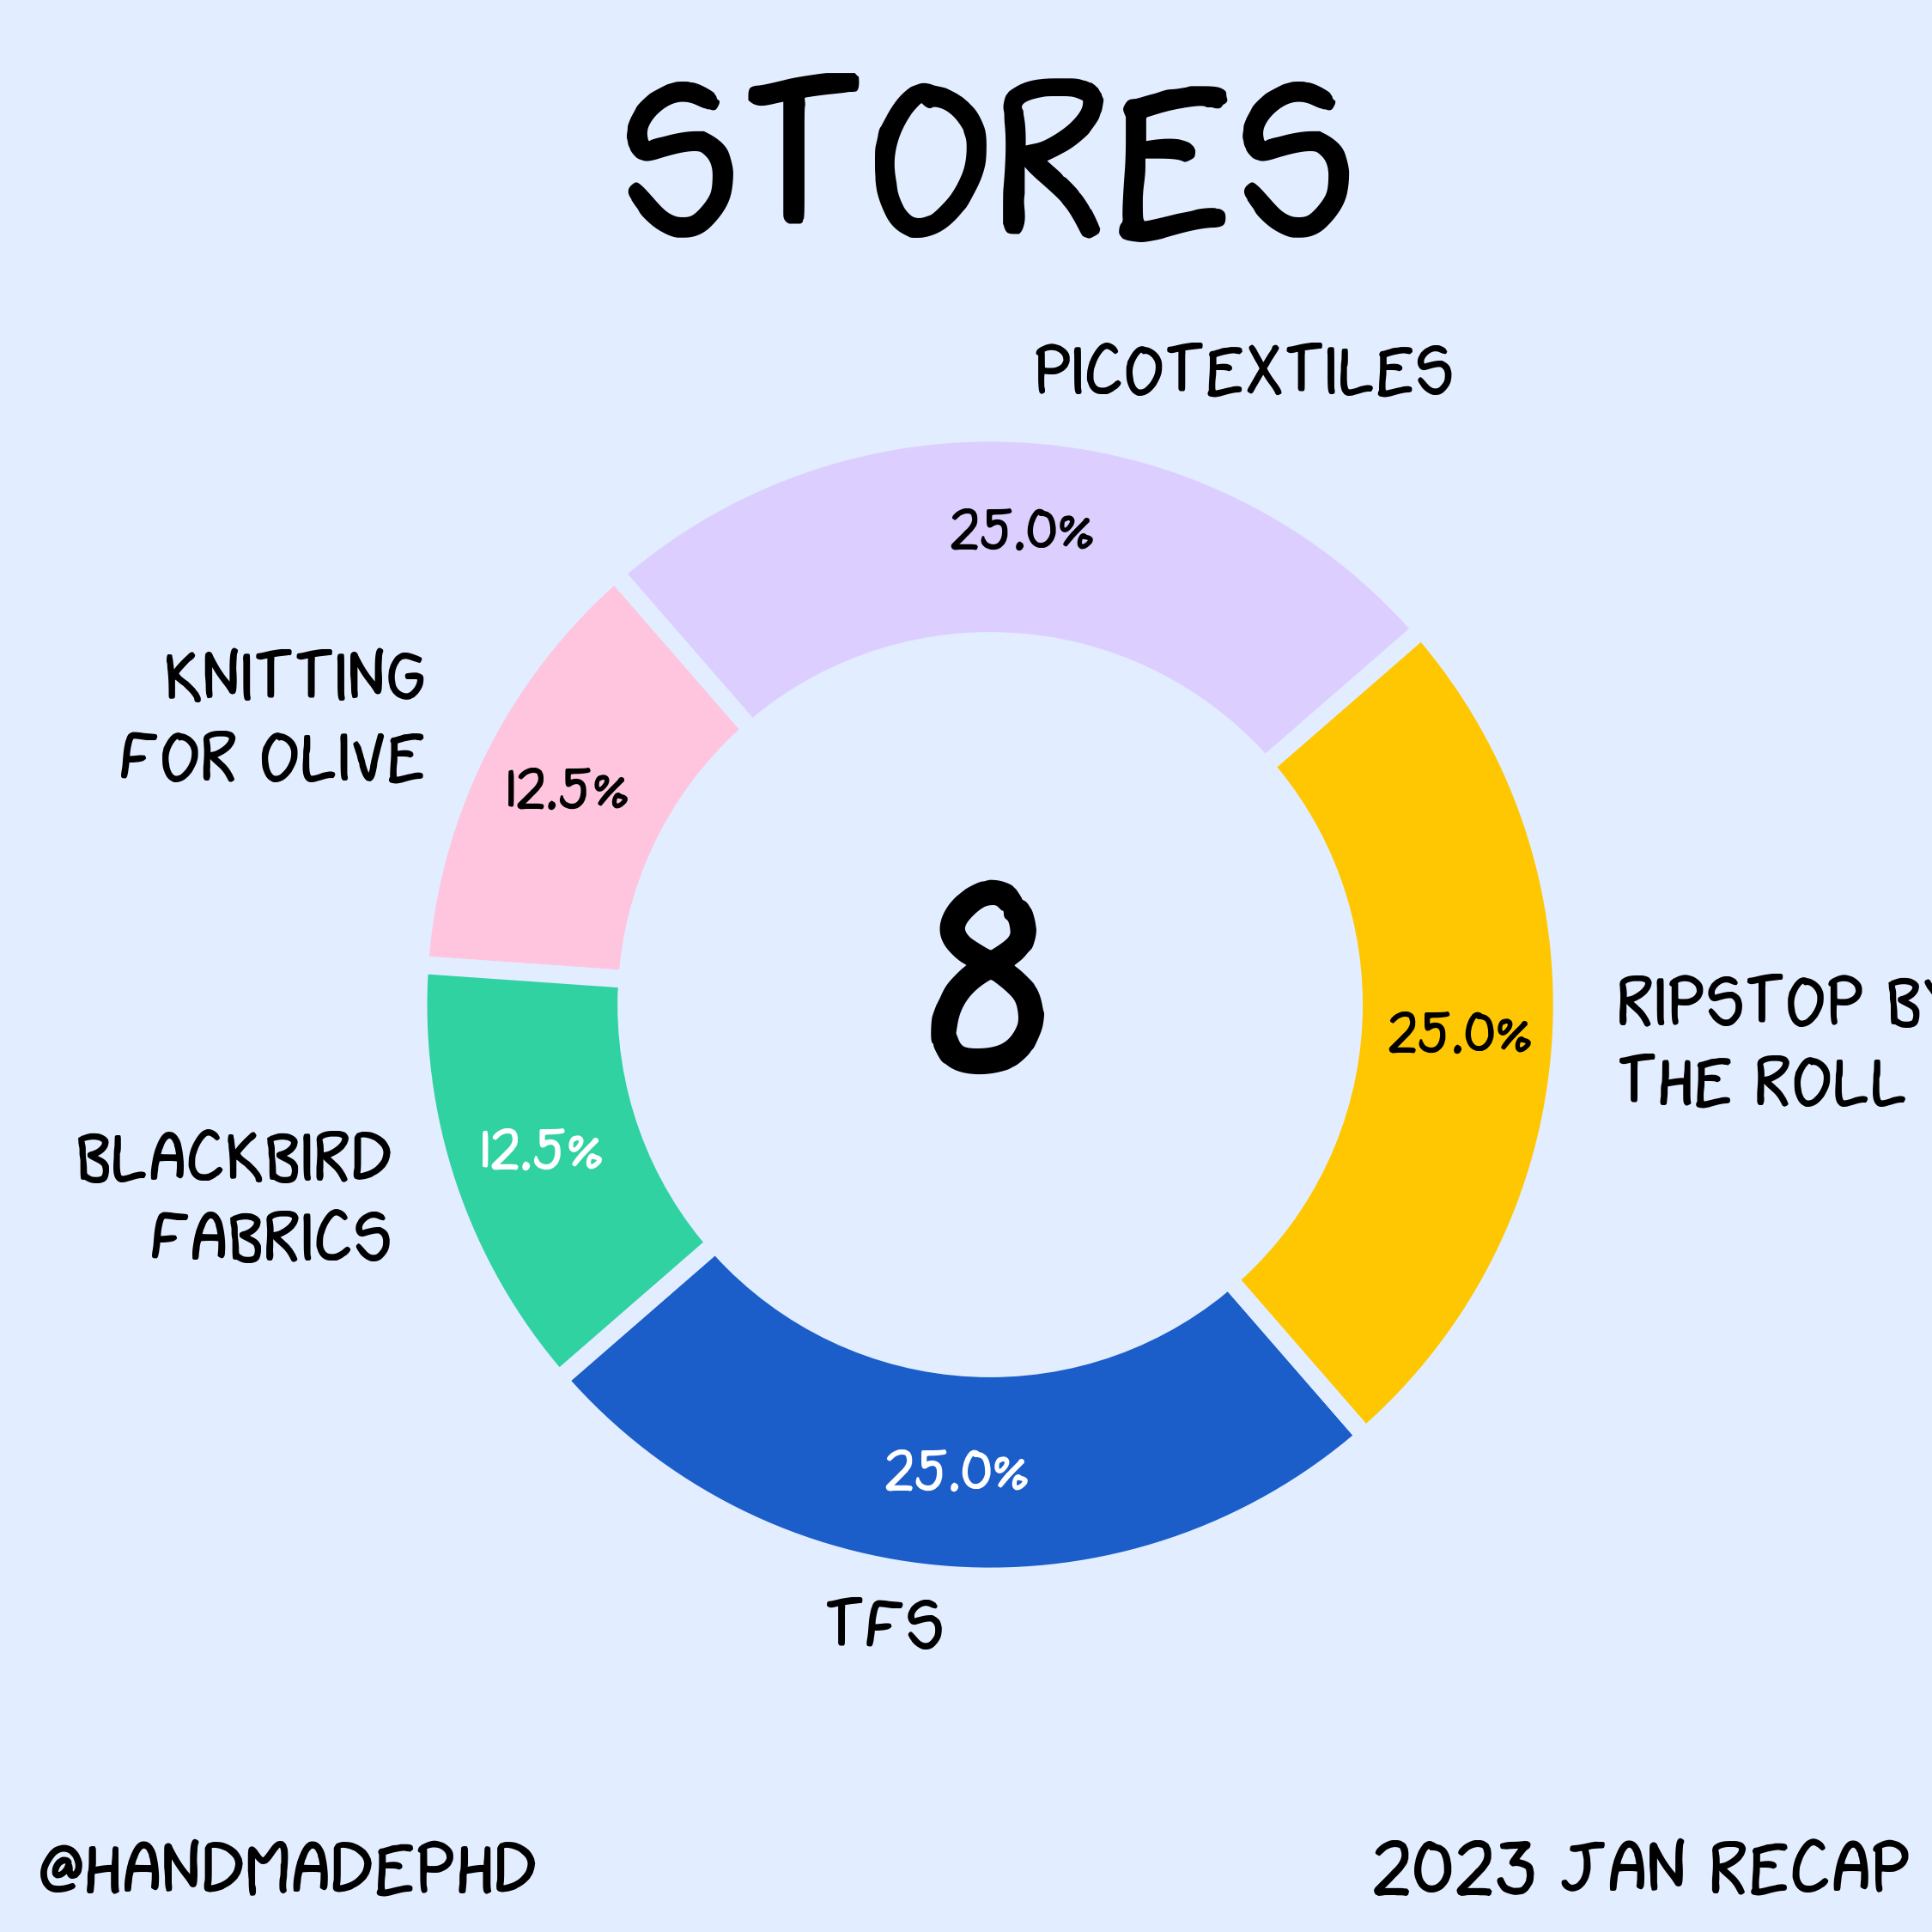 STORES
PICOTEXTILES
25.0%
KNITTING
FOR OLIVE
12.5%
8
RIPSTOP BY
THE ROLL
25.0%
BLACKBIRD
FABRICS
12.5%
25.0%
TFS
@HANDMADEPHD
2023 JAN RECAP